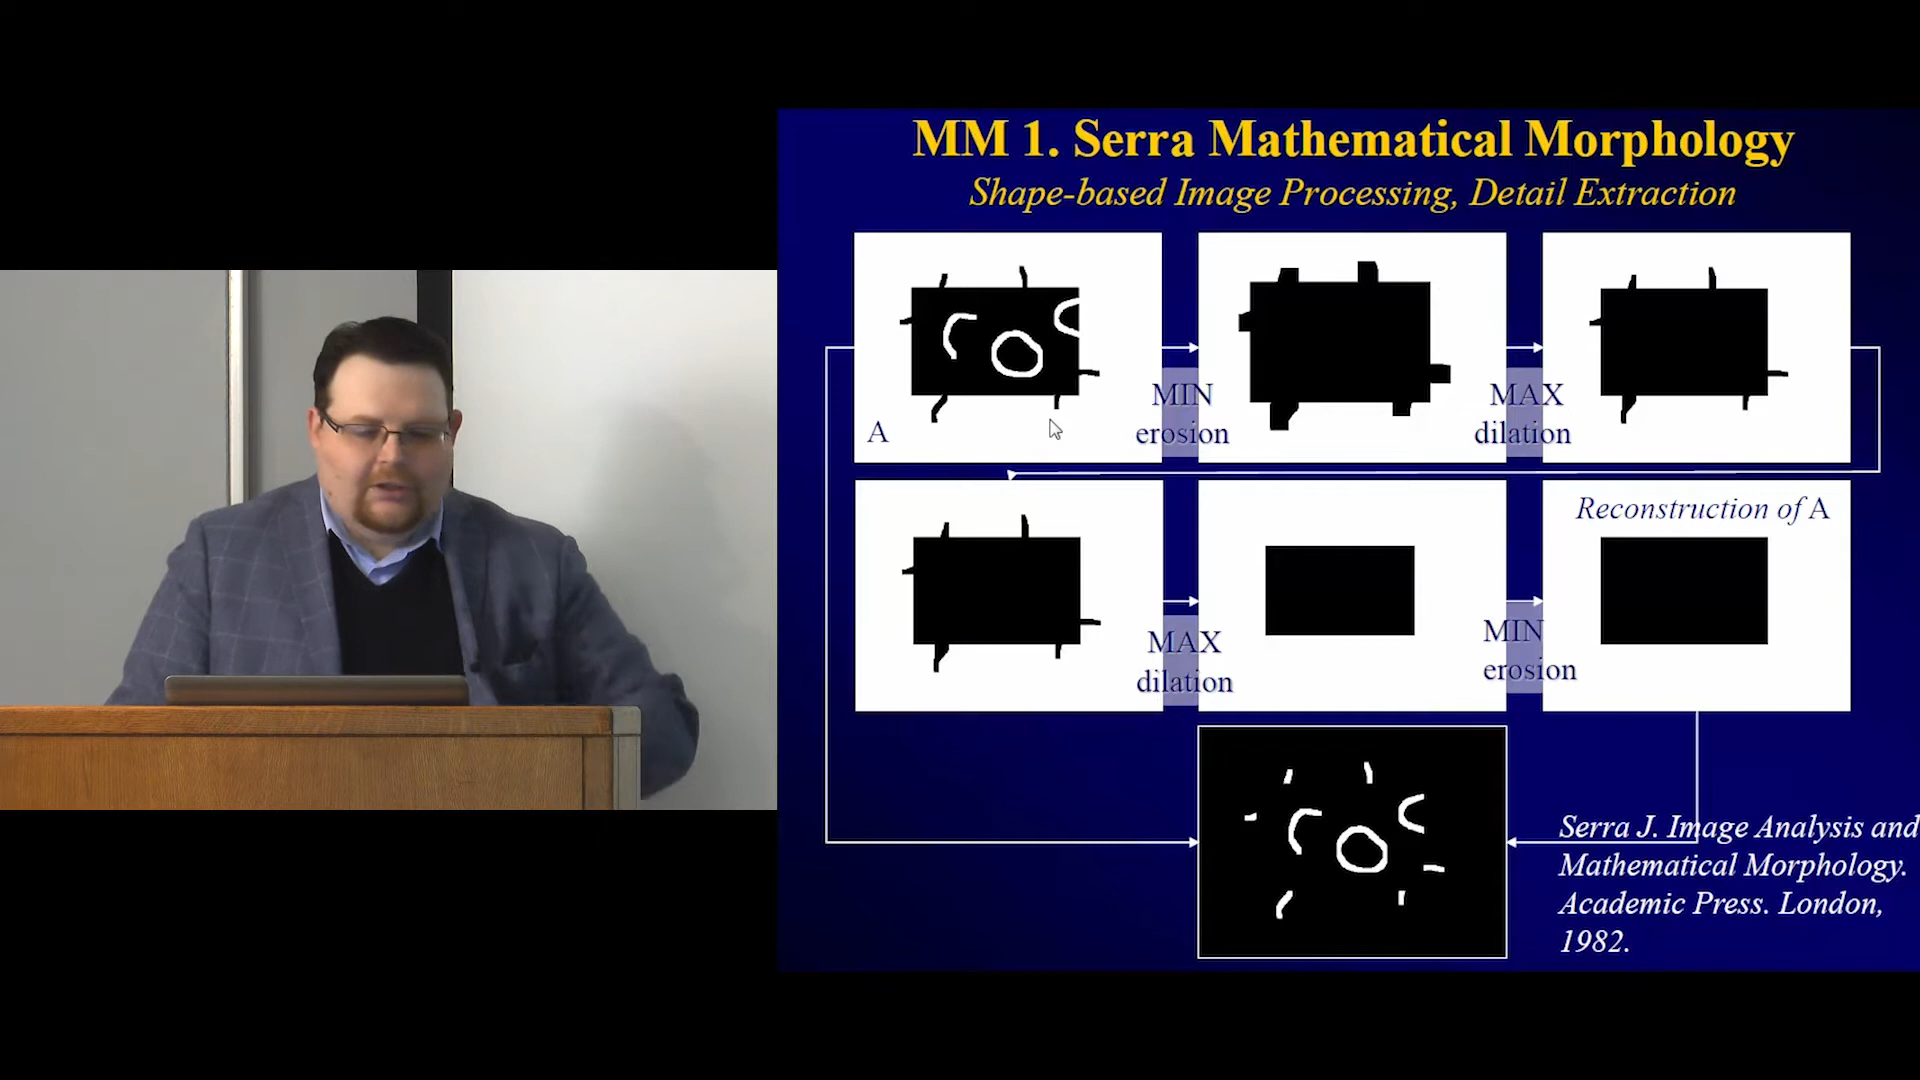 MM 1. Serra Mathematical Morphology
Shape-based Image Processing, Detail Extraction
A
MIN
erosion
MAX
dilation
Reconstruction of A
MAX
dilation
MIN
erosion
Serra J. Image Analysis and
Mathematical Morphology.
Academic Press. London,
1982.